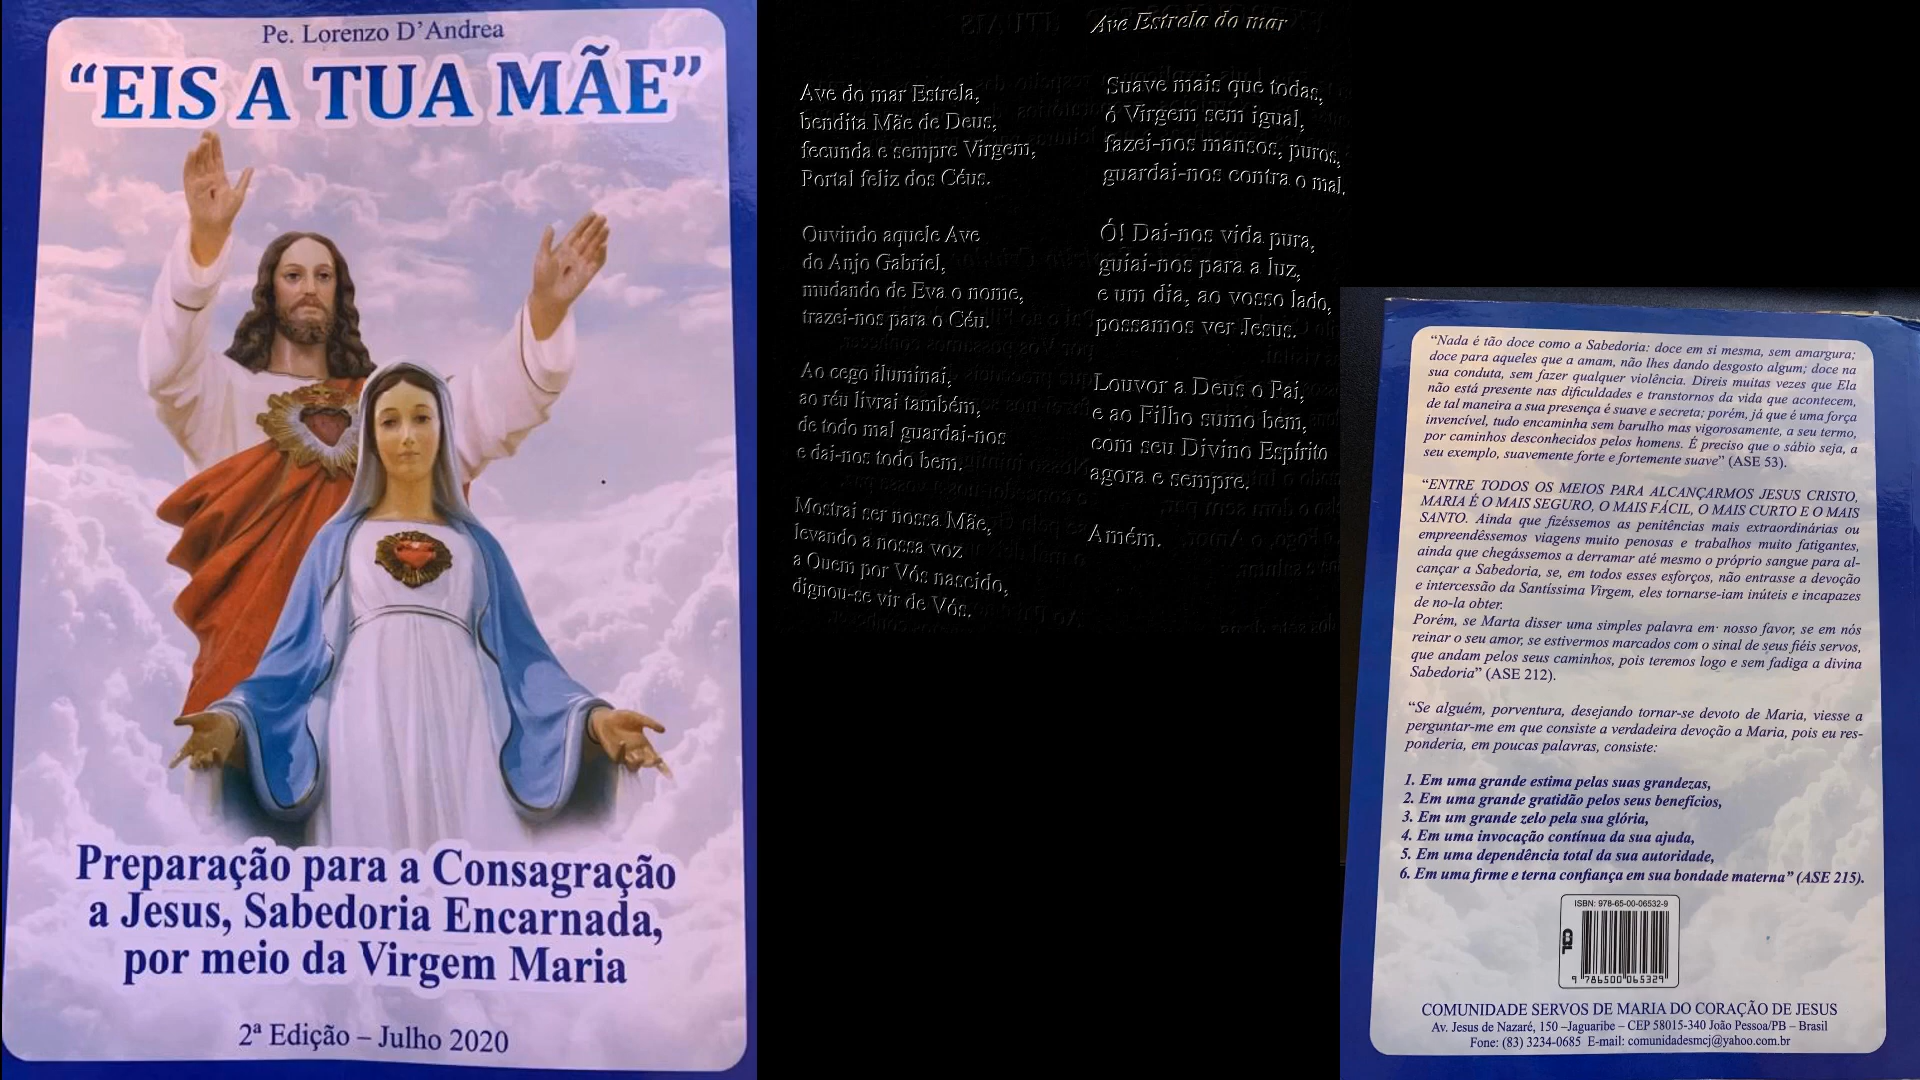 Pe. Lorenzo D'Andrea
“EIS A TUA MÃE”
Preparação para a Consagração
a Jesus, Sabedoria Encarnada,
por meio da Virgem Maria
2ª Edição – Julho 2020
Ave Estrela do mar
Ave do mar Estrela,
bendita Mãe de Deus,
fecunda e sempre Virgem,
Portal feliz dos Céus.
Ouvindo aquele Ave
do Anjo Gabriel,
mudando de Eva o nome,
trazei-nos para o Céu.
Ao cego iluminai,
ao réu livrai também,
de todo mal guardai-nos
e dai-nos todo bem.
Mostrai ser nossa Mãe,
levando a nossa voz
a Quem por Vós nascido,
dignou-se vir de Vós.
Suave mais que todas,
ó Virgem sem igual,
fazei-nos mansos, puros,
guardai-nos contra o mal.
Ó! Dai-nos vida pura,
guiai-nos para a luz,
e um dia, ao vosso lado,
possamos ver Jesus.
Louvor a Deus o Pai,
e ao Filho sumo bem,
com seu Divino Espírito
agora e sempre.
Amém.
“Nada é tão doce como a Sabedoria: doce em si mesma, sem amargura;
doce para aqueles que a amam, não lhes dando desgosto algum; doce na
sua conduta, sem fazer qualquer violência. Direis muitas vezes que Ela
não está presente nas dificuldades e transtornos da vida que acontecem,
de tal maneira a sua presença é suave e secreta; porém, já que é uma força
invencível, tudo encaminha sem barulho mas vigorosamente, a seu termo,
por caminhos desconhecidos pelos homens. É preciso que o sábio seja, a
seu exemplo, suavemente forte e fortemente suave” (ASE 53).
“ENTRE TODOS OS MEIOS PARA ALCANÇARMOS JESUS CRISTO,
MARIA É O MAIS SEGURO, O MAIS FÁCIL, O MAIS CURTO E O MAIS
SANTO. Ainda que fizéssemos as penitências mais extraordinárias ou
empreendêssemos viagens muito penosas e trabalhos muito fatigantes,
ainda que chegássemos a derramar até mesmo o próprio sangue para al-
cançar a Sabedoria, se, em todos esses esforços, não entrasse a devoção
e intercessão da Santíssima Virgem, eles tornarse-iam inúteis e incapazes
de no-la obter.
Porém, se Marta disser uma simples palavra em nosso favor, se em nós
reinar o seu amor, se estivermos marcados com o sinal de seus fiéis servos,
que andam pelos seus caminhos, pois teremos logo e sem fadiga a divina
Sabedoria” (ASE 212).
“Se alguém, porventura, desejando tornar-se devoto de Maria, viesse a
perguntar-me em que consiste a verdadeira devoção a Maria, pois eu res-
ponderia, em poucas palavras, consiste:
1. Em uma grande estima pelas suas grandezas,
2. Em uma grande gratidão pelos seus benefícios,
3. Em um grande zelo pela sua glória,
4. Em uma invocação contínua da sua ajuda,
5. Em uma dependência total da sua autoridade,
6. Em uma firme e terna confiança em sua bondade materna” (ASE 215).
ISBN: 978-65-00-06532-9
CBL
9 786500 065329
COMUNIDADE SERVOS DE MARIA DO CORAÇÃO DE JESUS
Av. Jesus de Nazaré, 150 –Jaguaribe – CEP 58015-340 João Pessoa/PB – Brasil
Fone: (83) 3234-0685 E-mail: comunidadesmcj@yahoo.com.br